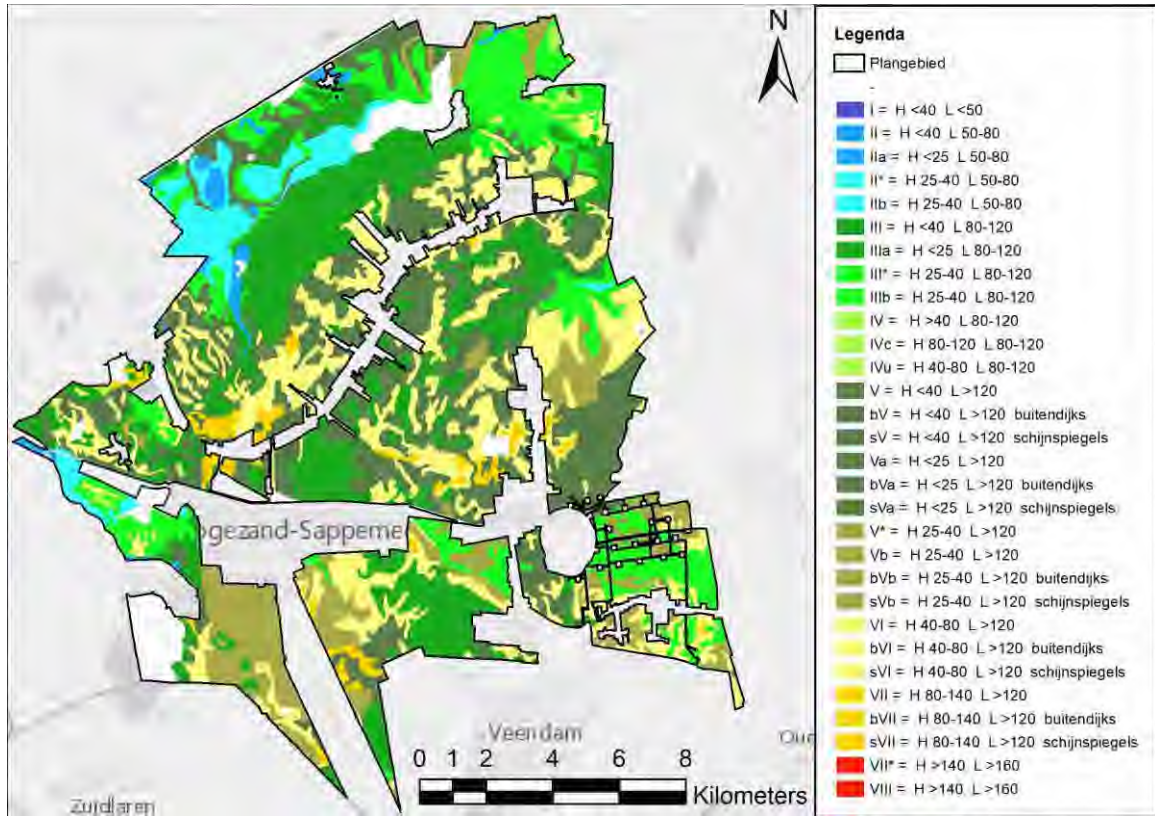 N
ogezand-Sappeme
Veendam
Zuidlaren
0 1 2 4 6 8
Kilometers
Legenda
Plangebied
-
I = H <40 L <50
II = H <40 L 50-80
IIa = H <25 L 50-80
II* = H 25-40 L 50-80
IIb = H 25-40 L 50-80
III = H <40 L 80-120
IIIa = H <25 L 80-120
III* = H 25-40 L 80-120
IIIb = H 25-40 L 80-120
IV = H >40 L 80-120
IVc = H 80-120 L 80-120
IVu = H 40-80 L 80-120
V = H <40 L >120
bV = H <40 L >120 buitendijks
sV = H <40 L >120 schijnspiegels
Va = H <25 L >120
bVa = H <25 L >120 buitendijks
sVa = H <25 L >120 schijnspiegels
V* = H 25-40 L >120
Vb = H 25-40 L >120
bVb = H 25-40 L >120 buitendijks
sVb = H 25-40 L >120 schijnspiegels
VI = H 40-80 L >120
bVI = H 40-80 L >120 buitendijks
sVI = H 40-80 L >120 schijnspiegels
VII = H 80-140 L >120
bVII = H 80-140 L >120 buitendijks
sVII = H 80-140 L >120 schijnspiegels
VII* = H >140 L >160
VIII = H >140 L >160